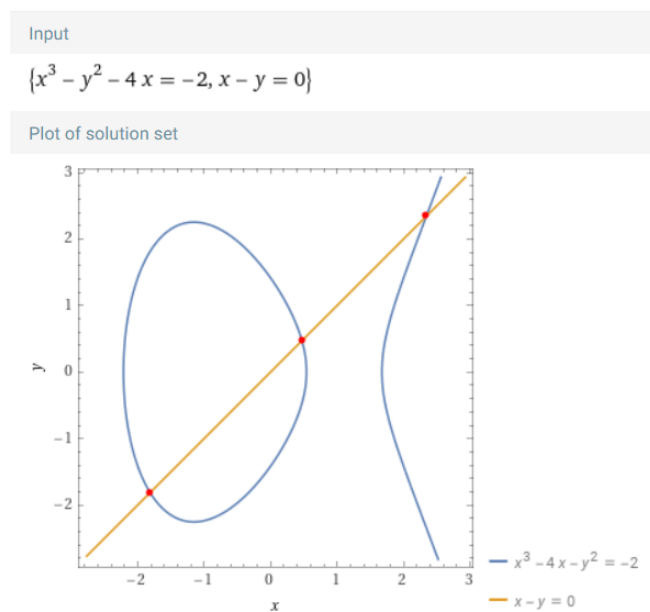 Input
{x³ – y² – 4 x = –2, x – y = 0}
Plot of solution set
3
2
1
0
–1
–2
y
–2 –1 0 1 2 3
x
x³ – 4 x – y² = –2
x – y = 0